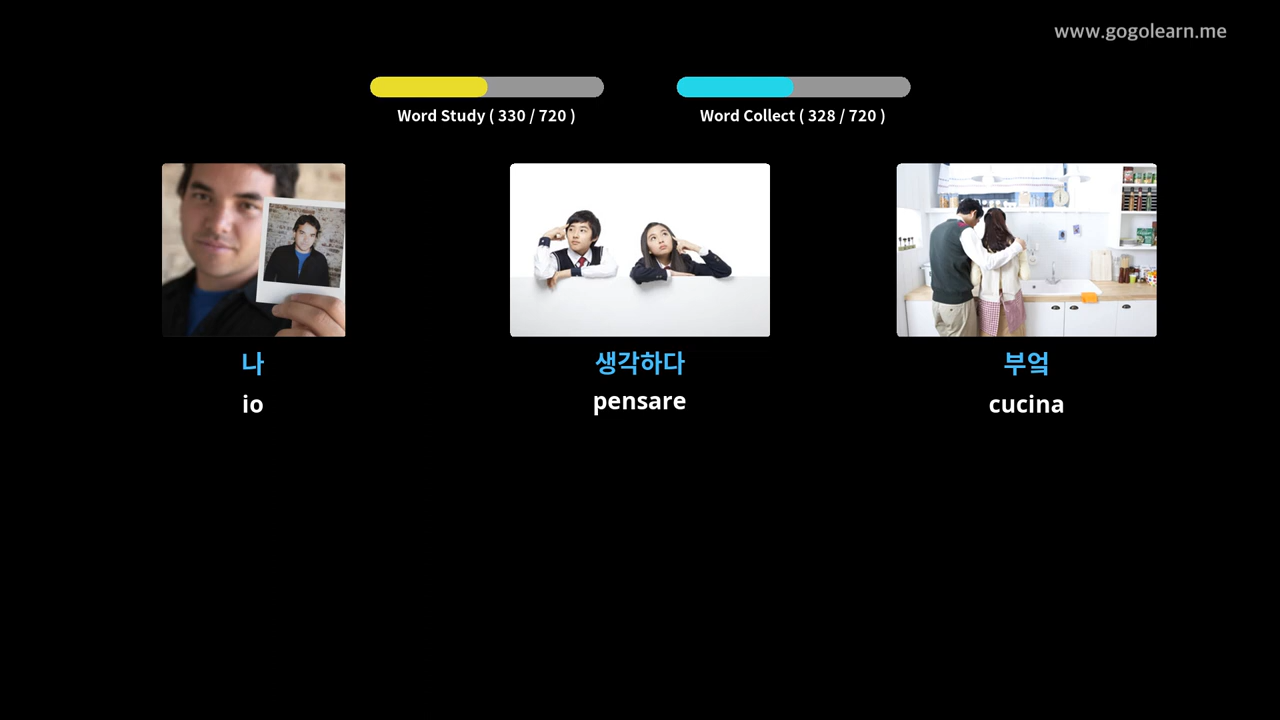 www.gogolearn.me
Word Study ( 330 / 720 )
Word Collect ( 328 / 720 )
나
생각하다
부엌
io
pensare
cucina